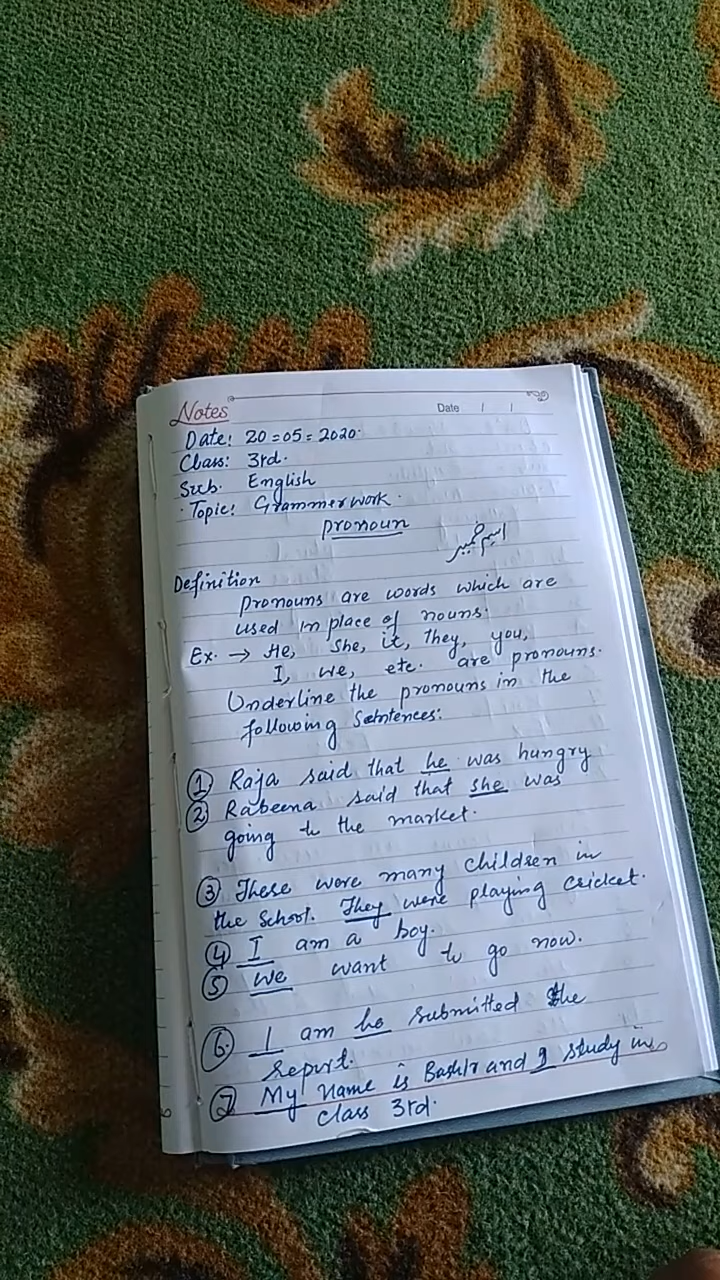 Notes
Date / /
Date: 20=05=2020.
Class: 3rd.
Sub. English
Topic: Grammer work.
pronoun
اسم ضمیر
Definition
pronouns are words which are
used in place of nouns.
Ex. → He, She, it, they, you,
I, we, etc. are pronouns.
Underline the pronouns in the
following Sentences:
① Raja said that he was hungry
② Rabeena said that she was
going to the market.
③ There were many children in
the School. They were playing cricket.
④ I am a boy.
⑤ We want to go now.
⑥ I am he submitted the
report.
⑦ My name is Bashir and I study in
class 3rd.